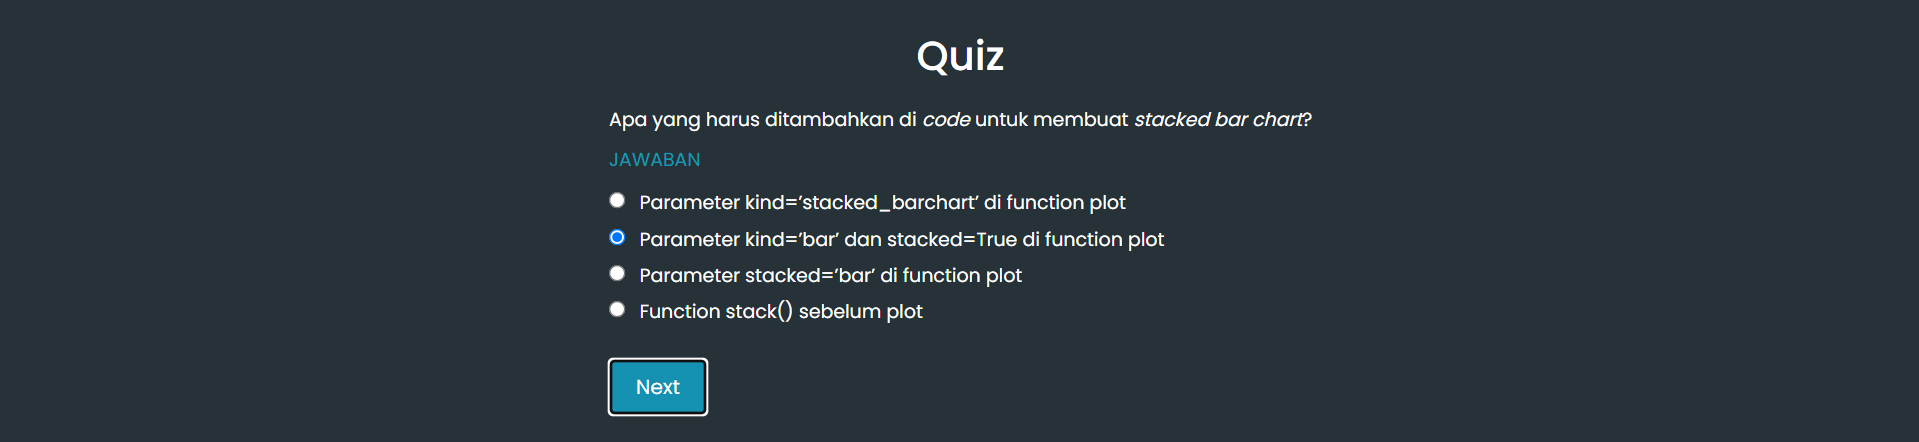 Quiz
Apa yang harus ditambahkan di code untuk membuat stacked bar chart?
JAWABAN
Parameter kind=’stacked_barchart’ di function plot
Parameter kind=’bar’ dan stacked=True di function plot
Parameter stacked=’bar’ di function plot
Function stack() sebelum plot
Next